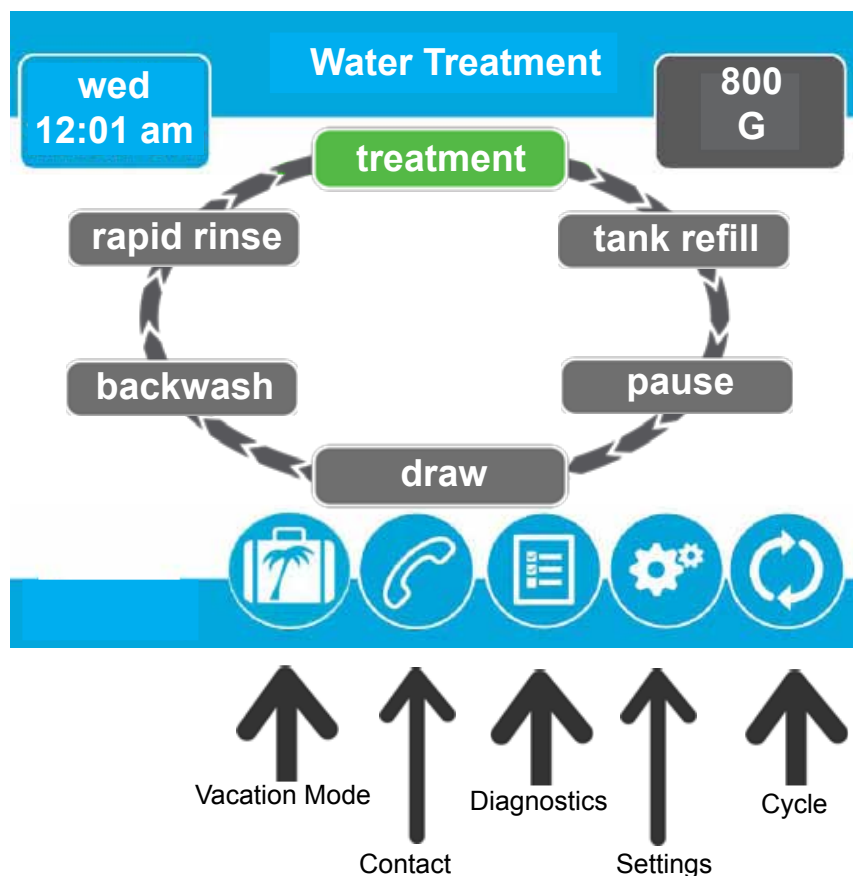 Water Treatment
wed
12:01 am
800
G
treatment
rapid rinse
tank refill
backwash
pause
draw
Vacation Mode
Diagnostics
Cycle
Contact
Settings